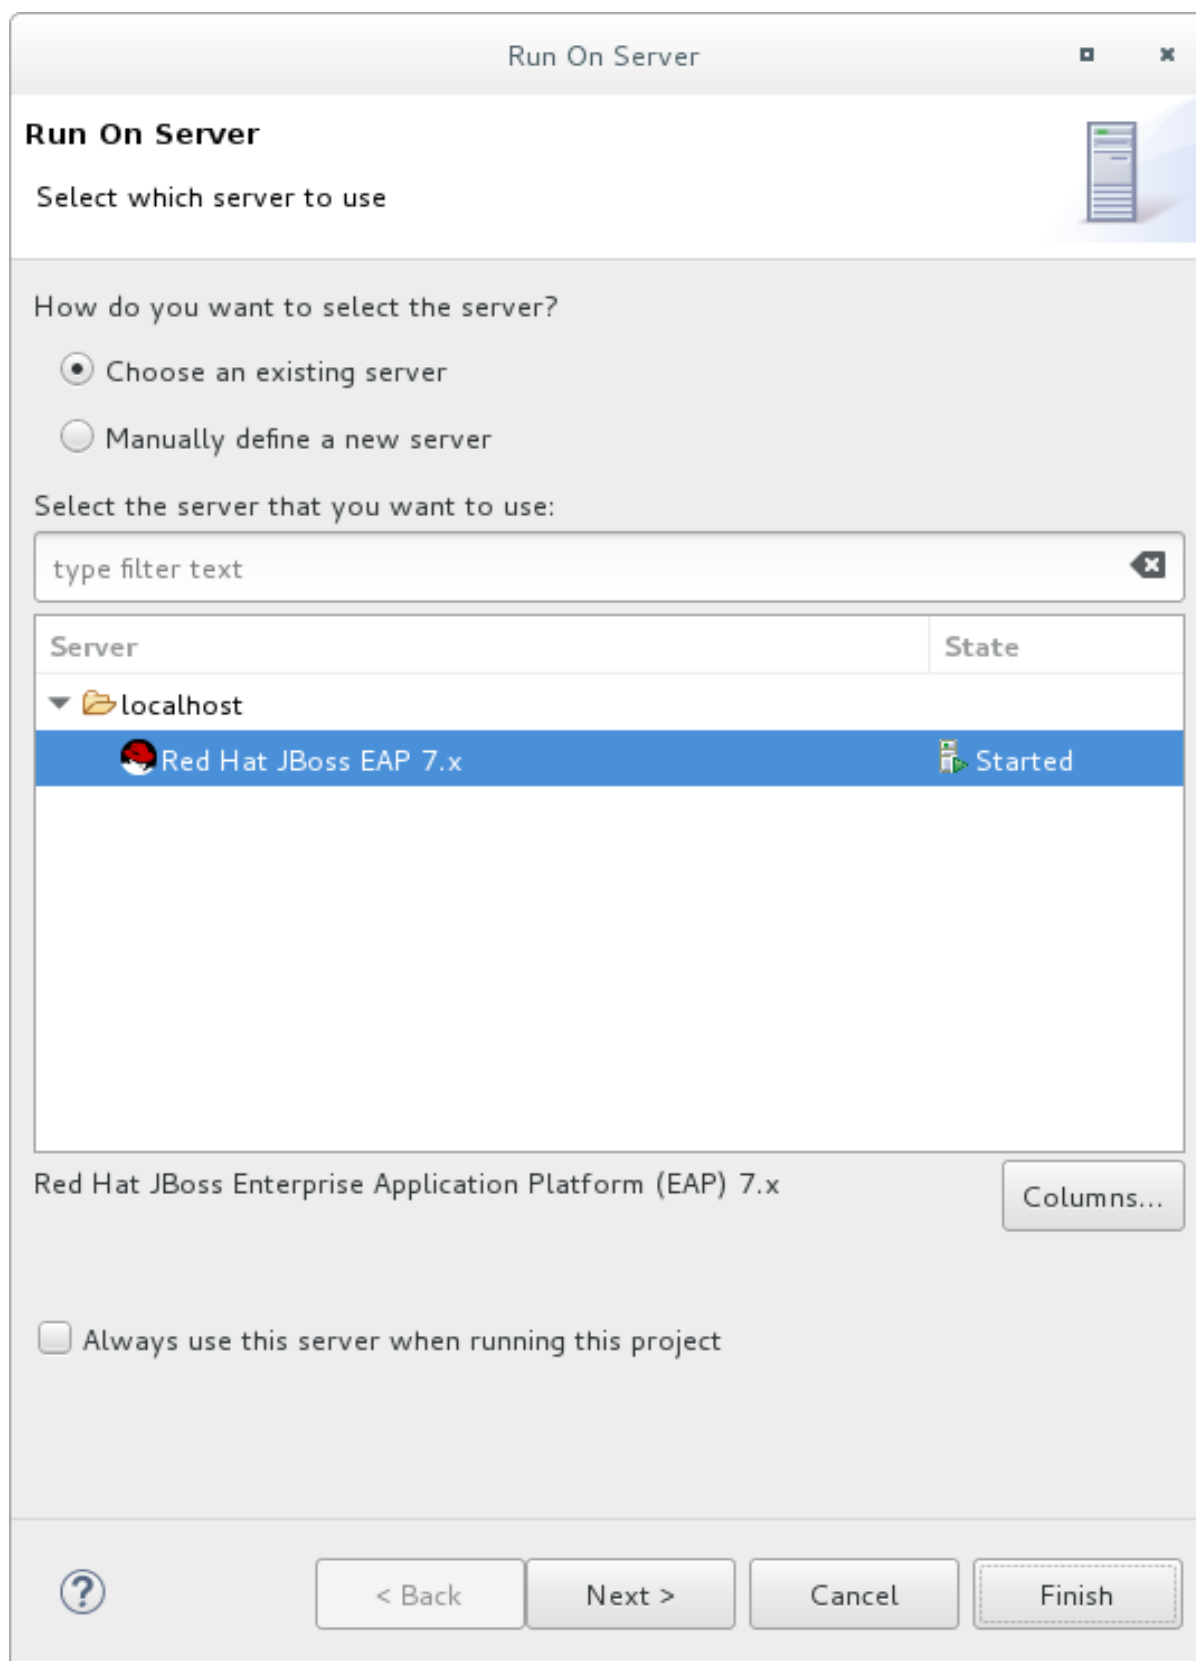 Run On Server
Run On Server
Select which server to use
How do you want to select the server?
Choose an existing server
Manually define a new server
Select the server that you want to use:
type filter text
Server State
localhost
Red Hat JBoss EAP 7.x Started
Red Hat JBoss Enterprise Application Platform (EAP) 7.x
Columns...
Always use this server when running this project
? < Back Next > Cancel Finish